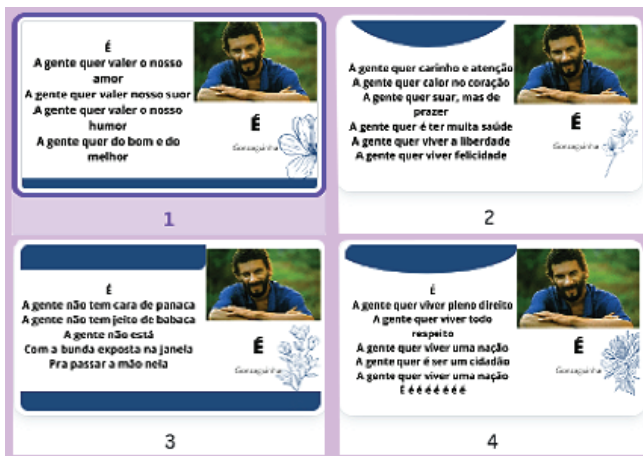 É
A gente quer valer o nosso
amor
A gente quer valer nosso suor
A gente quer valer o nosso
humor
A gente quer do bom e do
melhor
É
Gonzaguinha
1
A gente quer carinho e atenção
A gente quer calor no coração
A gente quer suar, mas de
prazer
A gente quer é ter muita saúde
A gente quer viver a liberdade
A gente quer viver felicidade
É
Gonzaguinha
2
É
A gente não tem cara de panaca
A gente não tem jeito de babaca
A gente não está
Com a bunda exposta na janela
Pra passar a mão nela
É
Gonzaguinha
3
É
A gente quer viver pleno direito
A gente quer viver todo
respeito
A gente quer viver uma nação
A gente quer é ser um cidadão
A gente quer viver uma nação
É é é é é é é é
É
Gonzaguinha
4